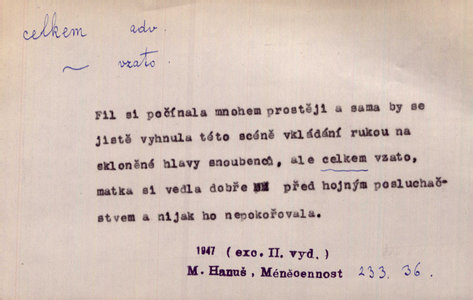 celkem adv.
~ vzato.
Fil si počínala mnohem prostěji a sama by se
jistě vyhnula této scéně vkládání rukou na
skloněné hlavy snoubenců, ale celkem vzato,
matka si vedla dobře před hojným posluchač-
stvem a nijak ho nepokořovala.
1947 (exc. II. vyd.)
M. Hanuš, Méněcennost 233, 36.